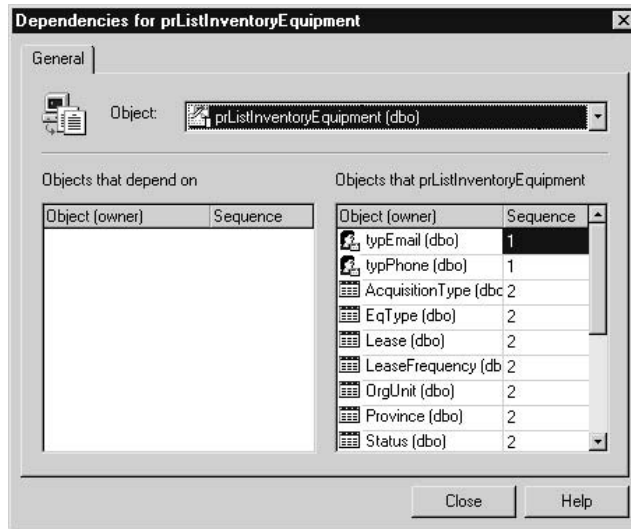 Dependencies for prListInventoryEquipment
General
Object: prListInventoryEquipment (dbo)
Objects that depend on
Objects that prListInventoryEquipment
Object (owner) Sequence
Object (owner) Sequence
typEmail (dbo) 1
typPhone (dbo) 1
AcquisitionType (dbc 2
EqType (dbo) 2
Lease (dbo) 2
LeaseFrequency (db 2
OrgUnit (dbo) 2
Province (dbo) 2
Status (dbo) 2
Close Help